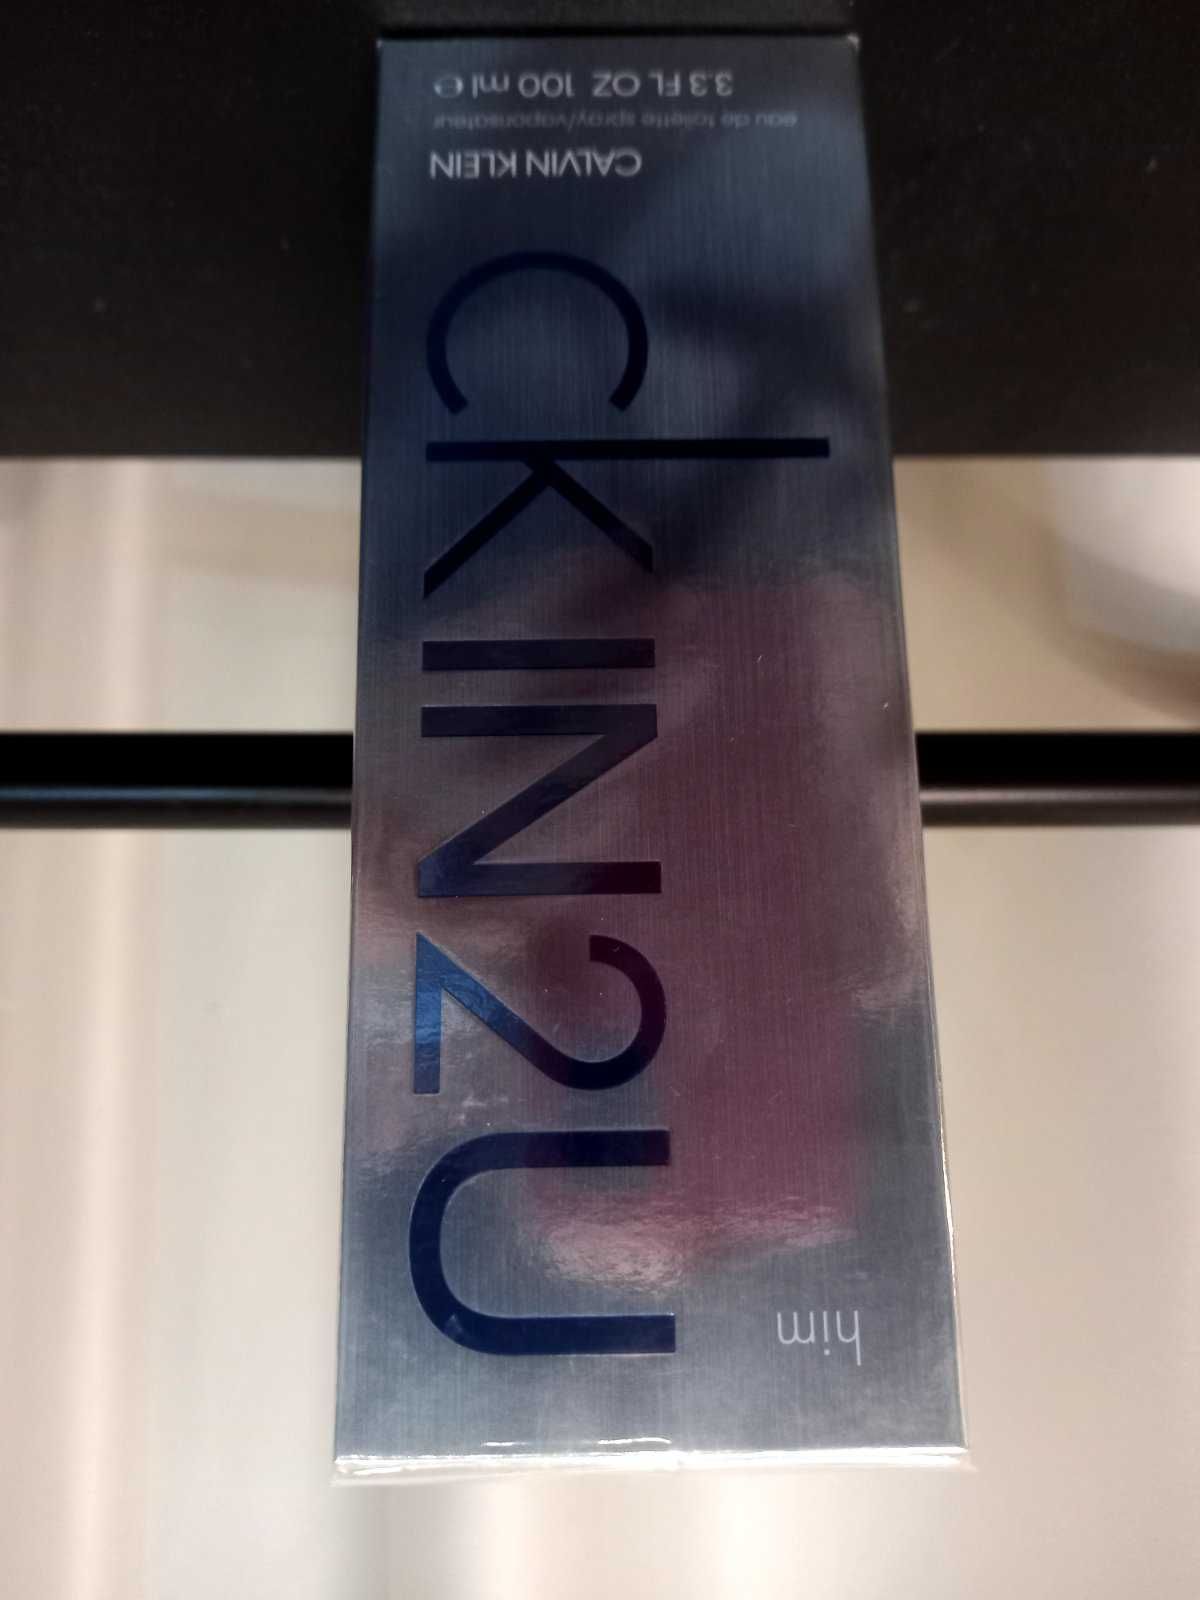 him
CKIN2U
CALVIN KLEIN
eau de toilette spray/vaporisateur
3.3 FL OZ 100 ml ℮